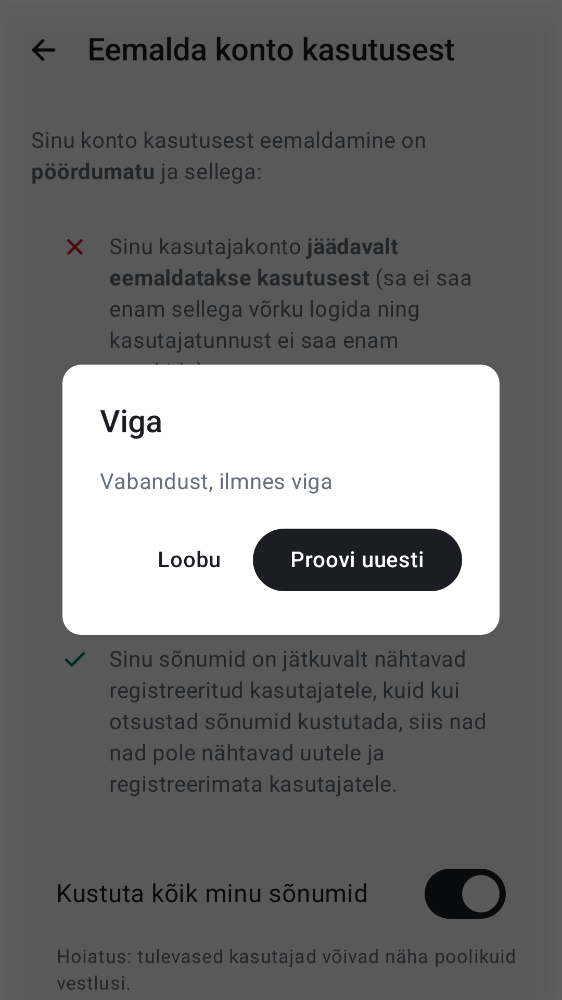 Eemalda konto kasutusest
Sinu konto kasutusest eemaldamine on
pöördumatu ja sellega:
Sinu kasutajakonto jäädavalt
eemaldatakse kasutusest (sa ei saa
enam sellega võrku logida ning
kasutajatunnust ei saa enam
Viga
Vabandust, ilmnes viga
Loobu
Proovi uuesti
Sinu sõnumid on jätkuvalt nähtavad
registreeritud kasutajatele, kuid kui
otsustad sõnumid kustutada, siis nad
nad pole nähtavad uutele ja
registreerimata kasutajatele.
Kustuta kõik minu sõnumid
Hoiatus: tulevased kasutajad võivad näha poolikuid
vestlusi.